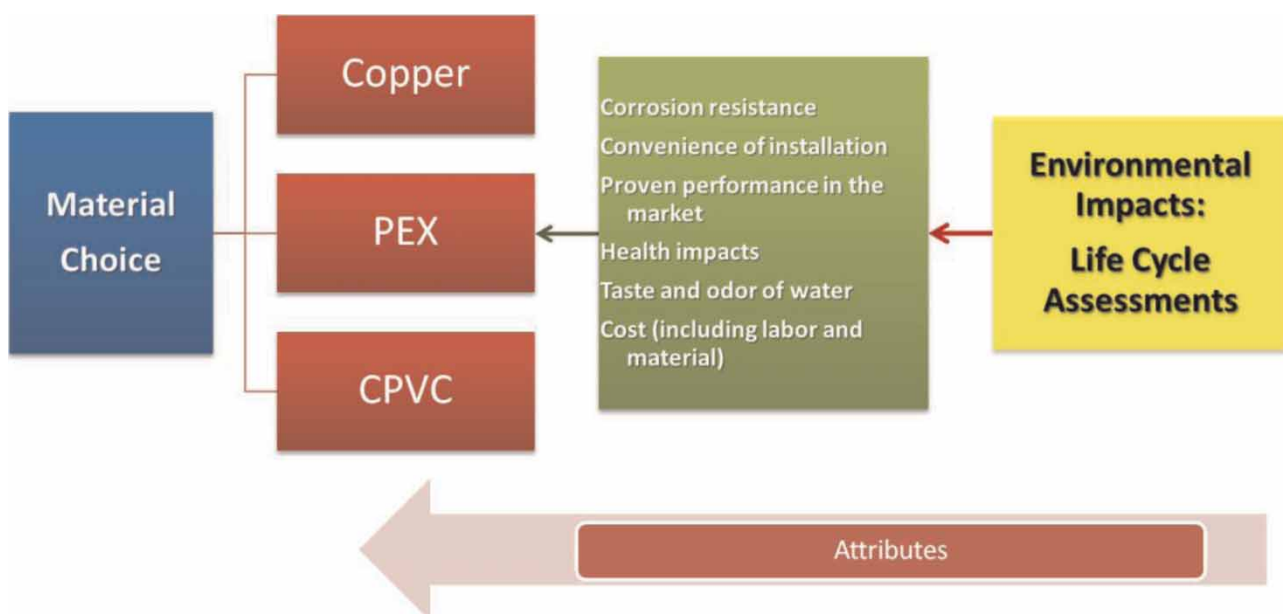 Material
Choice
Copper
PEX
CPVC
Corrosion resistance
Convenience of installation
Proven performance in the
market
Health impacts
Taste and odor of water
Cost (including labor and
material)
Environmental
Impacts:
Life Cycle
Assessments
Attributes